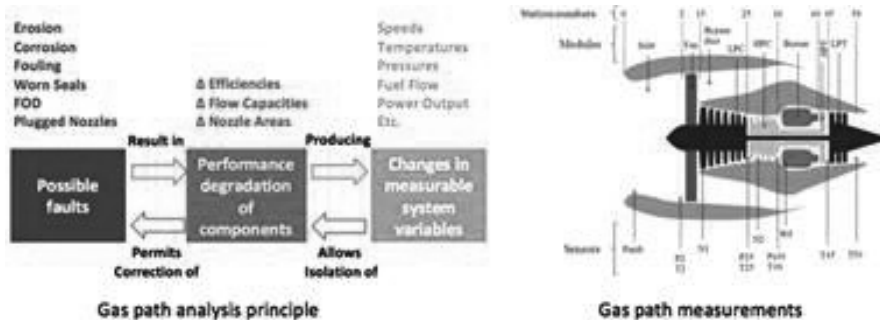 Erosion
Corrosion
Fouling
Worn Seals
FOD
Plugged Nozzles
Δ Efficiencies
Δ Flow Capacities
Δ Nozzle Areas
Speeds
Temperatures
Pressures
Fuel Flow
Power Output
Etc.
Result in
Producing
Possible
faults
Performance
degradation
of
components
Changes in
measurable
system
variables
Permits
Correction of
Allows
Isolation of
Gas path analysis principle
Modules
Inlet
Fan
LPC
HPC
LPT
Sensors
N1
N2
Gas path measurements